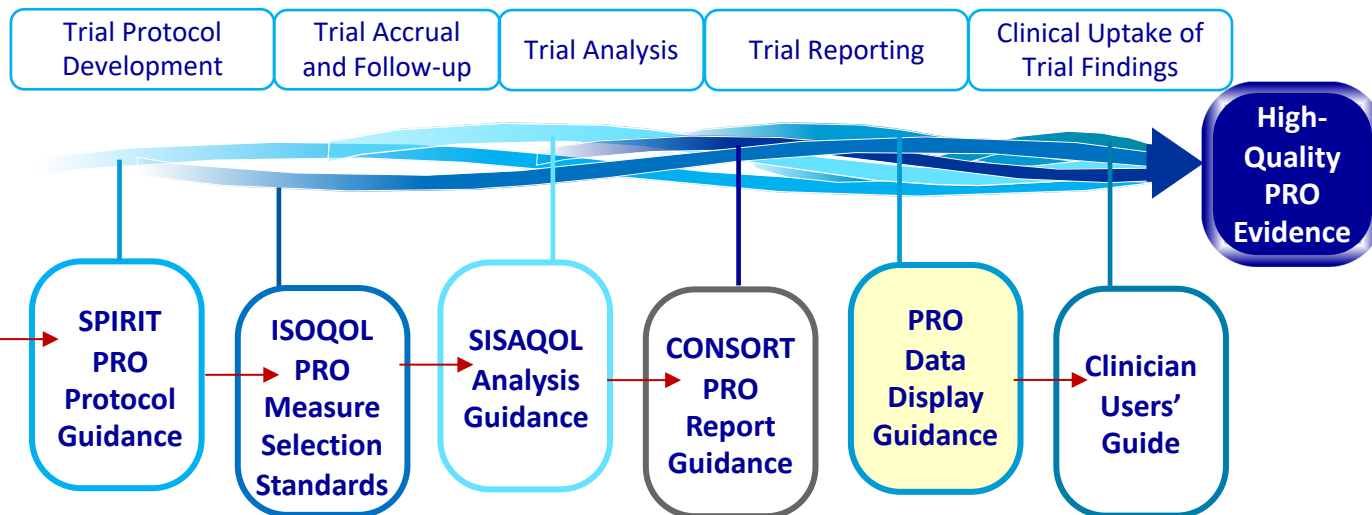 Trial Protocol
Development
Trial Accrual
and Follow-up
Trial Analysis
Trial Reporting
Clinical Uptake of
Trial Findings
High-
Quality
PRO
Evidence
SPIRIT
PRO
Protocol
Guidance
ISOQOL
PRO
Measure
Selection
Standards
SISAQOL
Analysis
Guidance
CONSORT
PRO
Report
Guidance
PRO
Data
Display
Guidance
Clinician
Users’
Guide